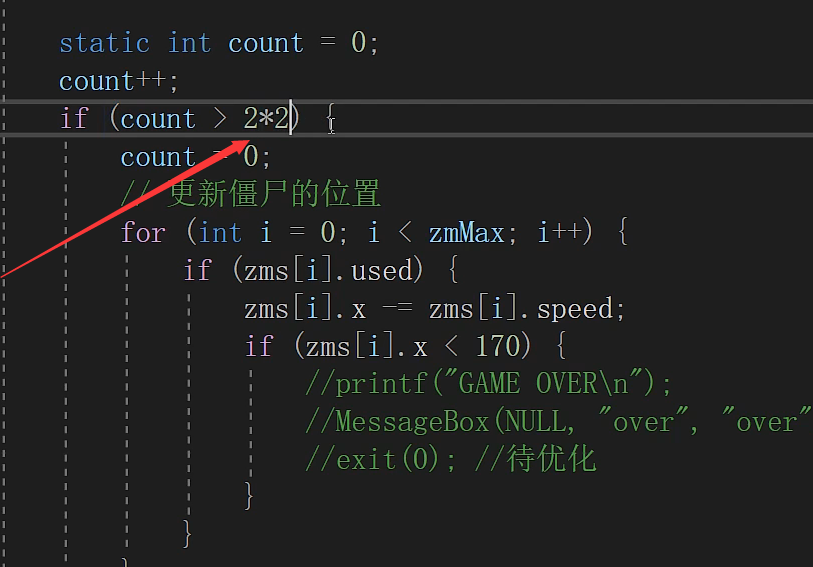 static int count = 0;
count++;
if (count > 2*2) {
count = 0;
// 更新僵尸的位置
for (int i = 0; i < zmMax; i++) {
if (zms[i].used) {
zms[i].x -= zms[i].speed;
if (zms[i].x < 170) {
//printf("GAME OVER\n");
//MessageBox(NULL, "over", "over"
//exit(0); //待优化
}
}
}